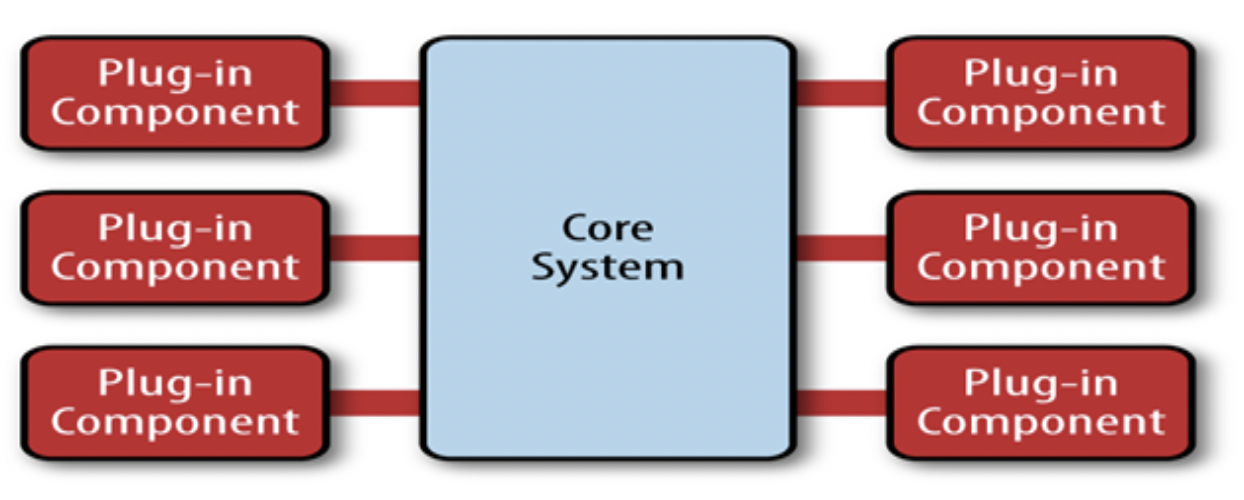 Plug-in
Component
Plug-in
Component
Plug-in
Component
Core
System
Plug-in
Component
Plug-in
Component
Plug-in
Component